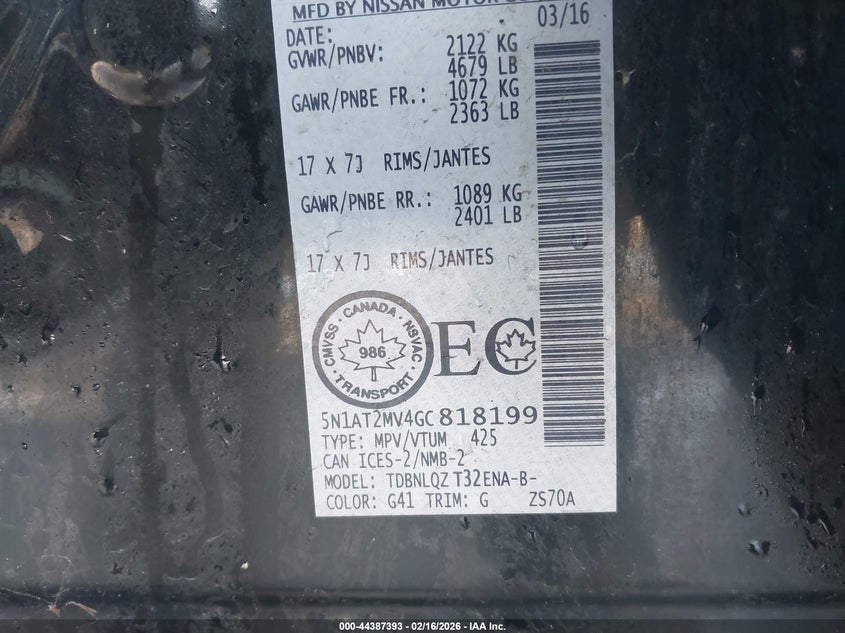 MFD BY NISSAN MOTOR
DATE: 03/16
GVWR/PNBV: 2122 KG
4679 LB
GAWR/PNBE FR.: 1072 KG
2363 LB
17 X 7J RIMS/JANTES
GAWR/PNBE RR.: 1089 KG
2401 LB
17 X 7J RIMS/JANTES
CANADA · NSVAC · TRANSPORT · CMVSS ·
986
EC
5N1AT2MV4GC818199
TYPE: MPV/VTUM 425
CAN ICES-2/NMB-2
MODEL: TDBNLQZ T32ENA-B-
COLOR: G41 TRIM: G ZS70A
000-44387393 - 02/16/2026 - IAA Inc.